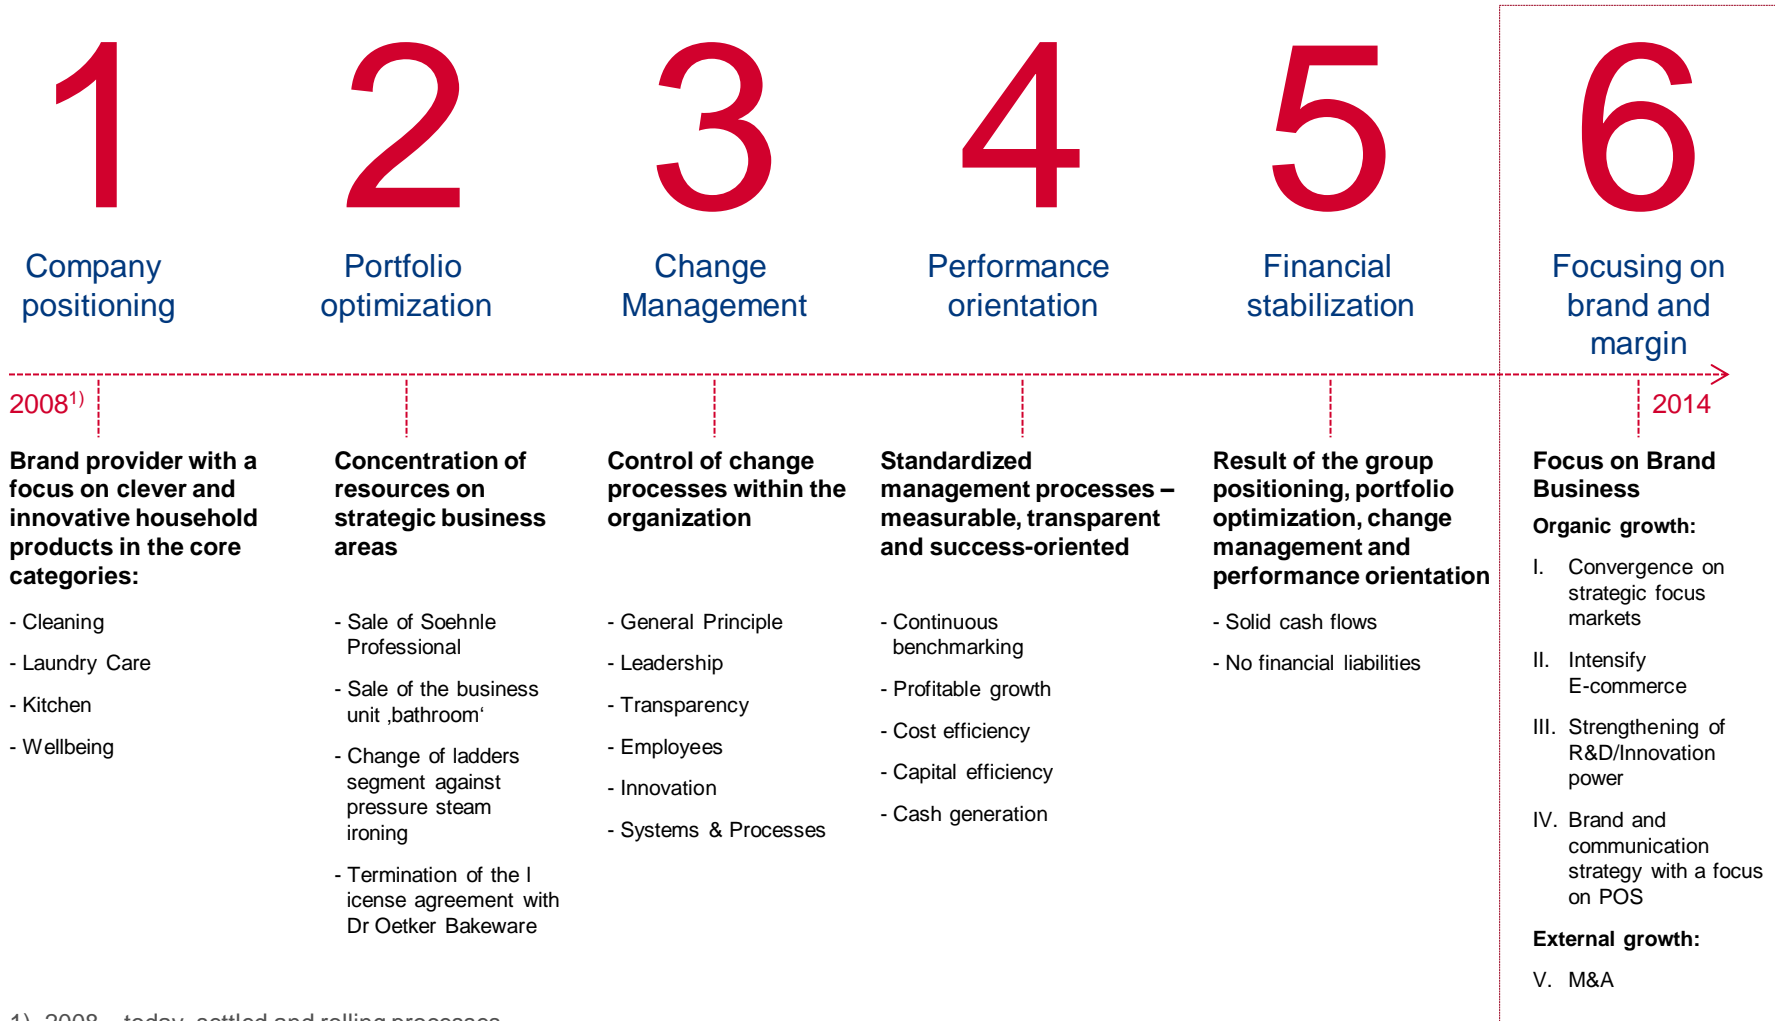 1
2
3
4
5
6
Company
positioning
Portfolio
optimization
Change
Management
Performance
orientation
Financial
stabilization
Focusing on
brand and
margin
2008¹⁾
2014
Brand provider with a
focus on clever and
innovative household
products in the core
categories:
- Cleaning
- Laundry Care
- Kitchen
- Wellbeing
Concentration of
resources on
strategic business
areas
- Sale of Soehnle
Professional
- Sale of the business
unit ‚bathroom‘
- Change of ladders
segment against
pressure steam
ironing
- Termination of the l
icense agreement with
Dr Oetker Bakeware
Control of change
processes within the
organization
- General Principle
- Leadership
- Transparency
- Employees
- Innovation
- Systems & Processes
Standardized
management processes –
measurable, transparent
and success-oriented
- Continuous
benchmarking
- Profitable growth
- Cost efficiency
- Capital efficiency
- Cash generation
Result of the group
positioning, portfolio
optimization, change
management and
performance orientation
- Solid cash flows
- No financial liabilities
Focus on Brand
Business
Organic growth:
I. Convergence on
strategic focus
markets
II. Intensify
E-commerce
III. Strengthening of
R&D/Innovation
power
IV. Brand and
communication
strategy with a focus
on POS
External growth:
V. M&A
1) 2008 – today, settled and rolling processes